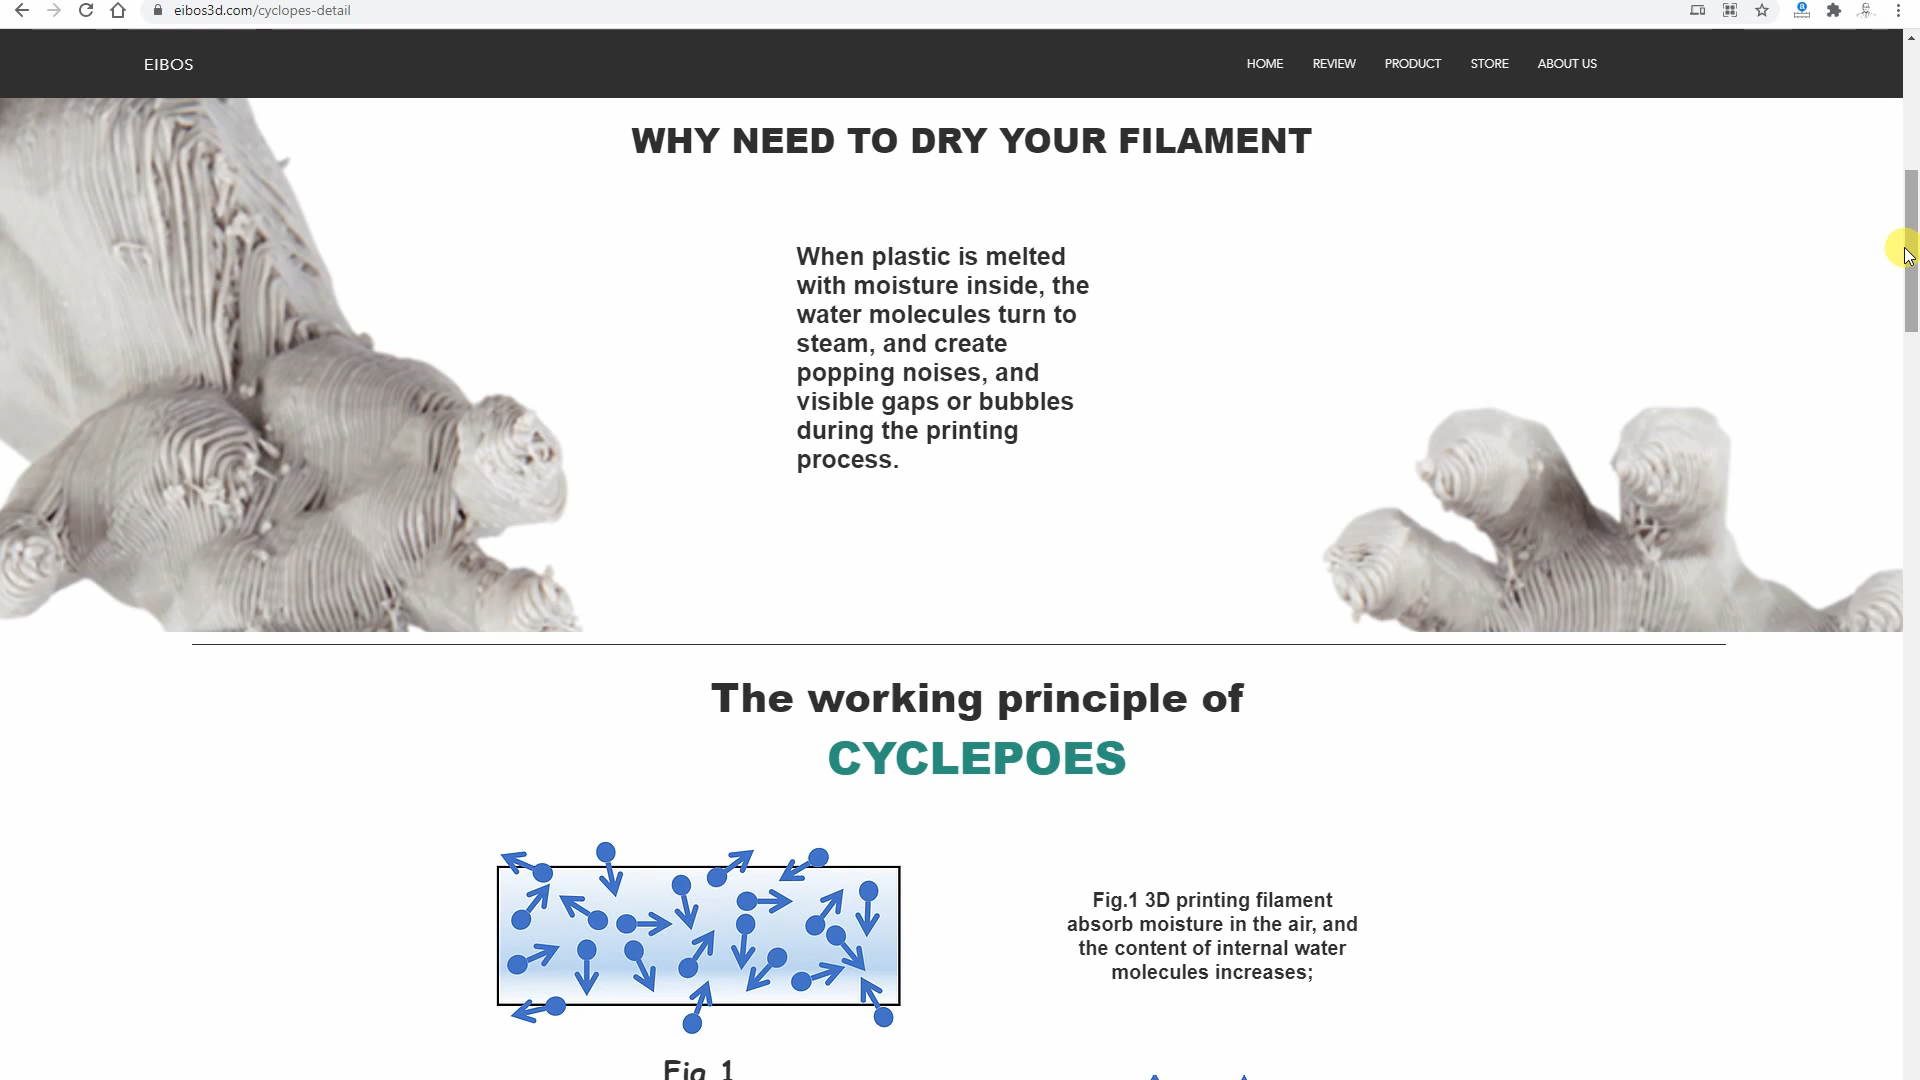 eibos3d.com/cyclopes-detail
EIBOS
HOME REVIEW PRODUCT STORE ABOUT US
WHY NEED TO DRY YOUR FILAMENT
When plastic is melted
with moisture inside, the
water molecules turn to
steam, and create
popping noises, and
visible gaps or bubbles
during the printing
process.
The working principle of
CYCLEPOES
Fig.1 3D printing filament
absorb moisture in the air, and
the content of internal water
molecules increases;
Fig 1